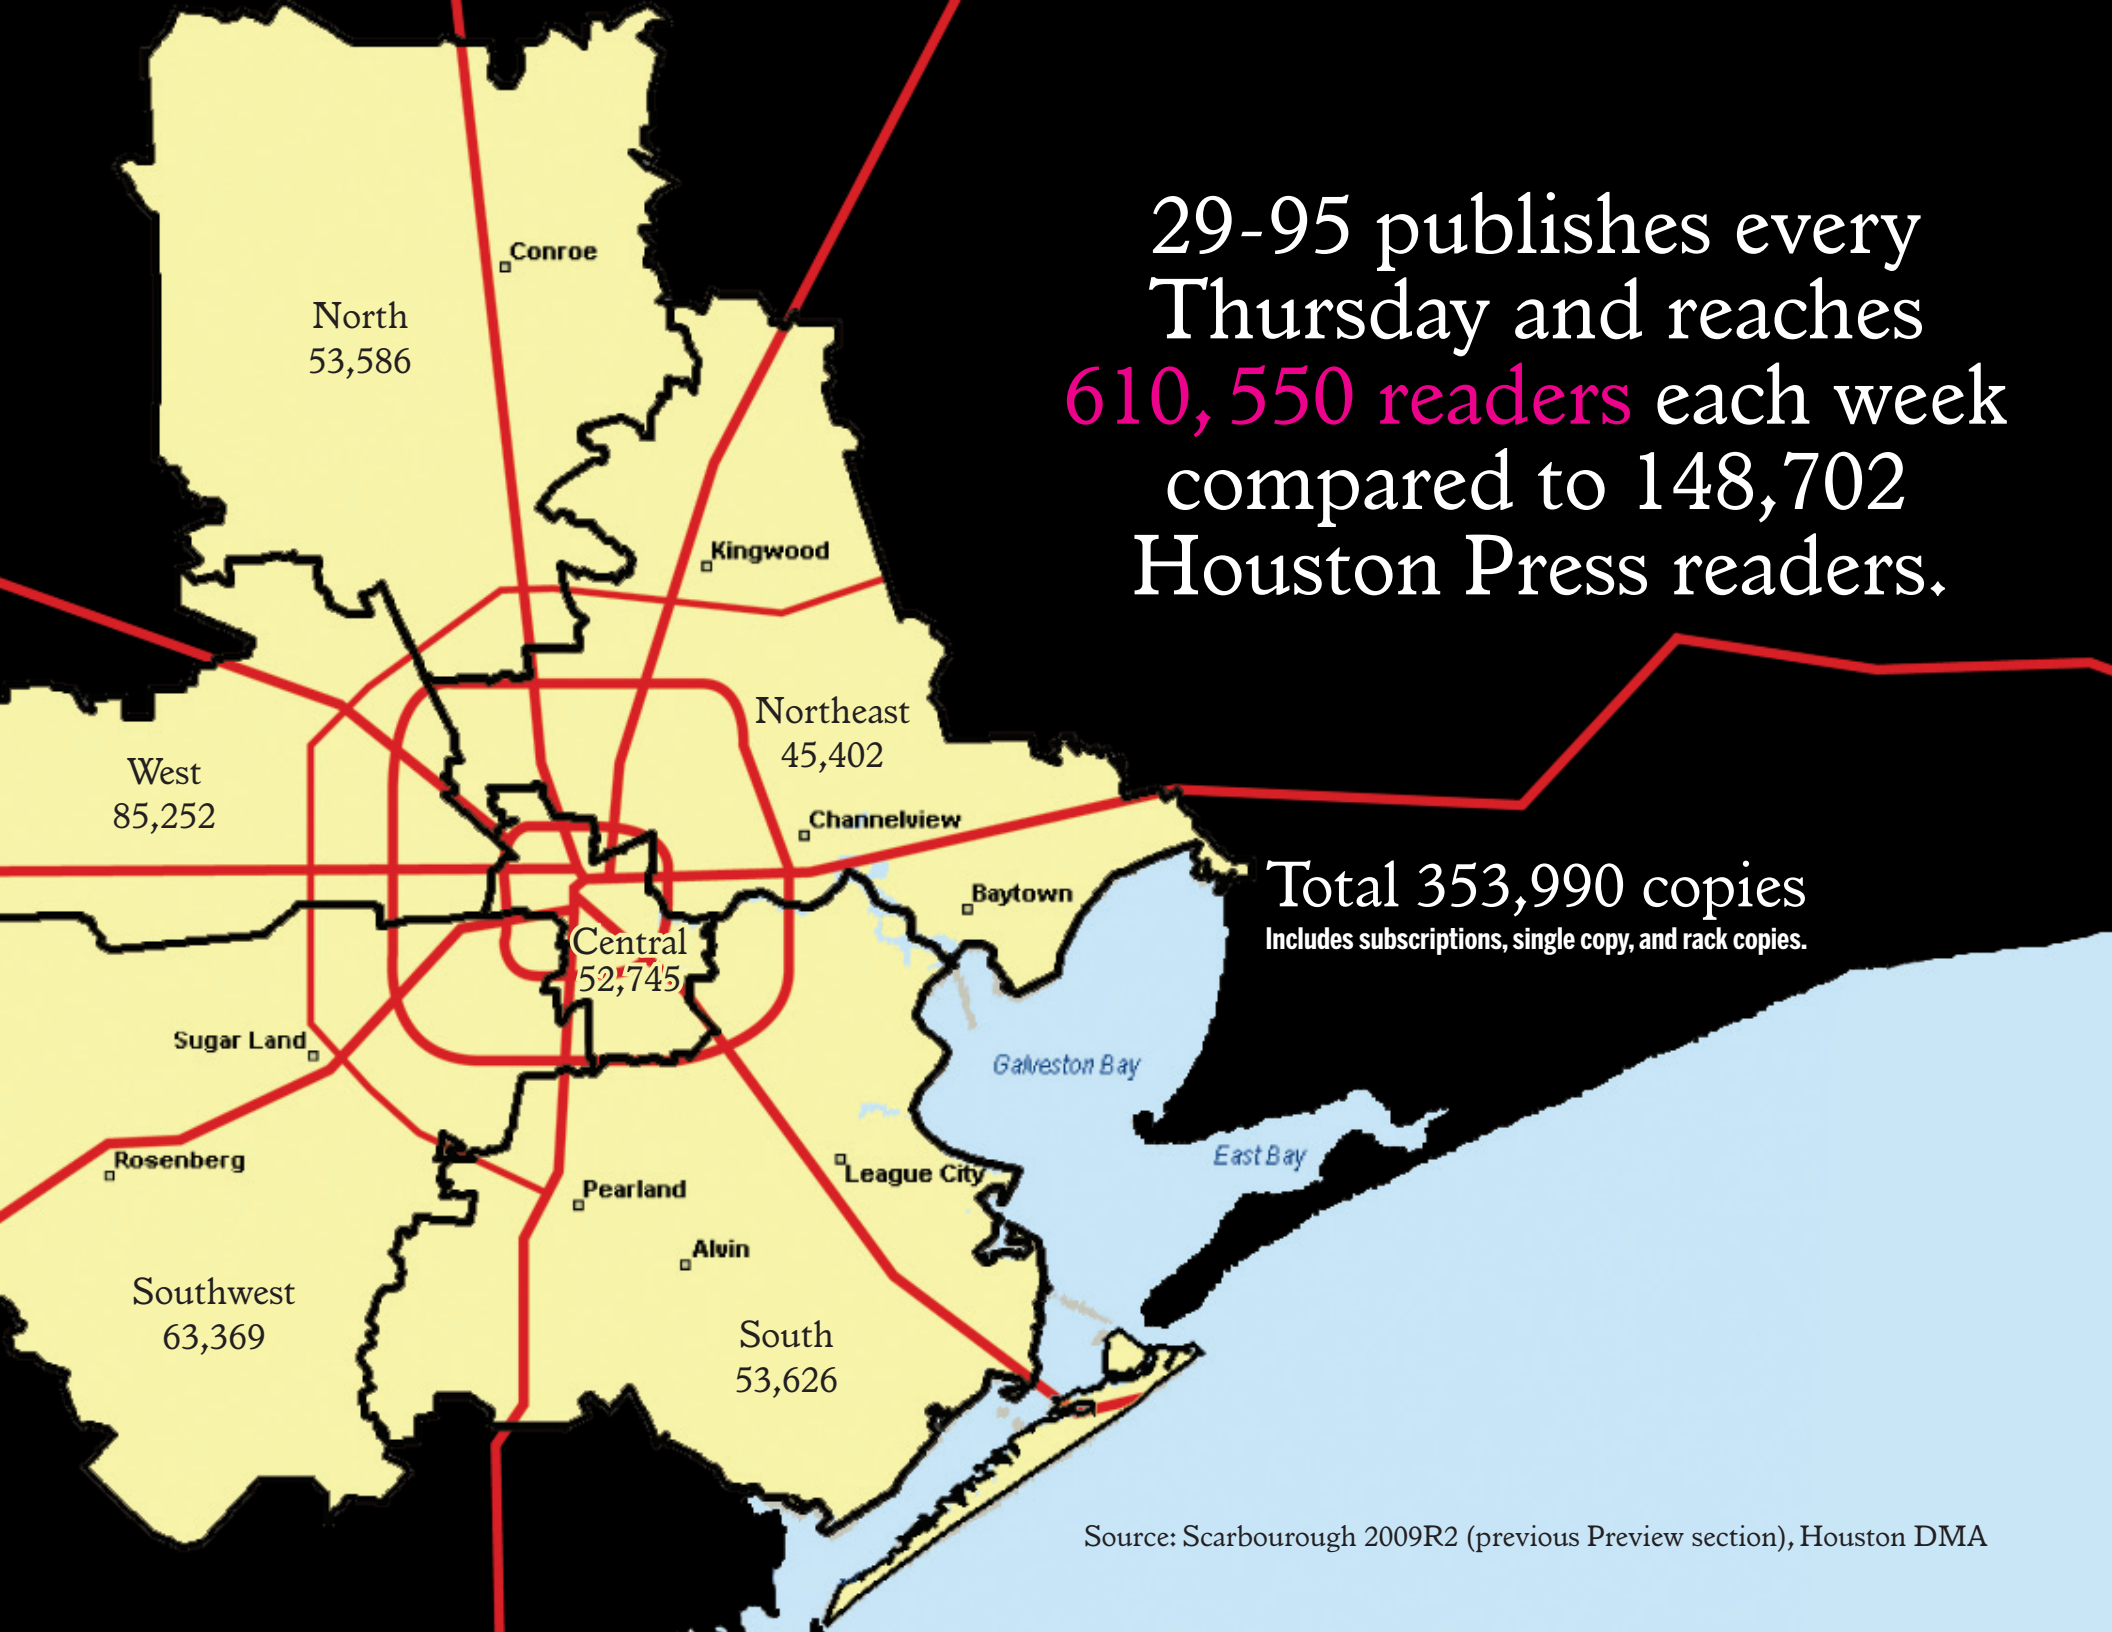 29-95 publishes every
Thursday and reaches
610, 550 readers each week
compared to 148,702
Houston Press readers.
Conroe
North
53,586
Kingwood
Northeast
45,402
West
85,252
Channelview
Baytown
Total 353,990 copies
Includes subscriptions, single copy, and rack copies.
Central
52,745
Sugar Land
Galveston Bay
East Bay
Rosenberg
League City
Pearland
Alvin
Southwest
63,369
South
53,626
Source: Scarbourough 2009R2 (previous Preview section), Houston DMA